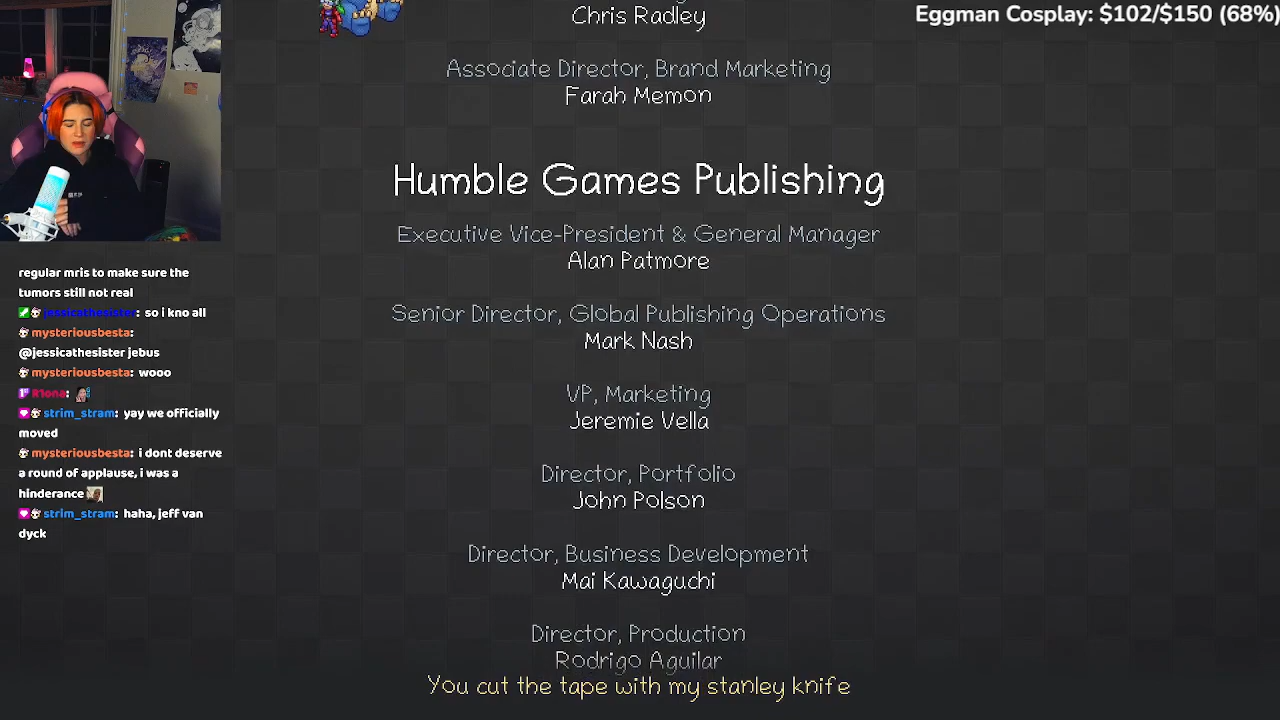 Chris Radley
Eggman Cosplay: $102/$150 (68%)
Associate Director, Brand Marketing
Farah Memon
Humble Games Publishing
Executive Vice-President & General Manager
Alan Patmore
Senior Director, Global Publishing Operations
Mark Nash
VP, Marketing
Jeremie Vella
Director, Portfolio
John Polson
Director, Business Development
Mai Kawaguchi
Director, Production
Rodrigo Aguilar
You cut the tape with my stanley knife
regular mris to make sure the
tumors still not real
jessicathesister: so i kno all
mysteriousbesta:
@jessicathesister jebus
mysteriousbesta: wooo
R1ona:
strim_stram: yay we officially
moved
mysteriousbesta: i dont deserve
a round of applause, i was a
hinderance
strim_stram: haha, jeff van
dyck